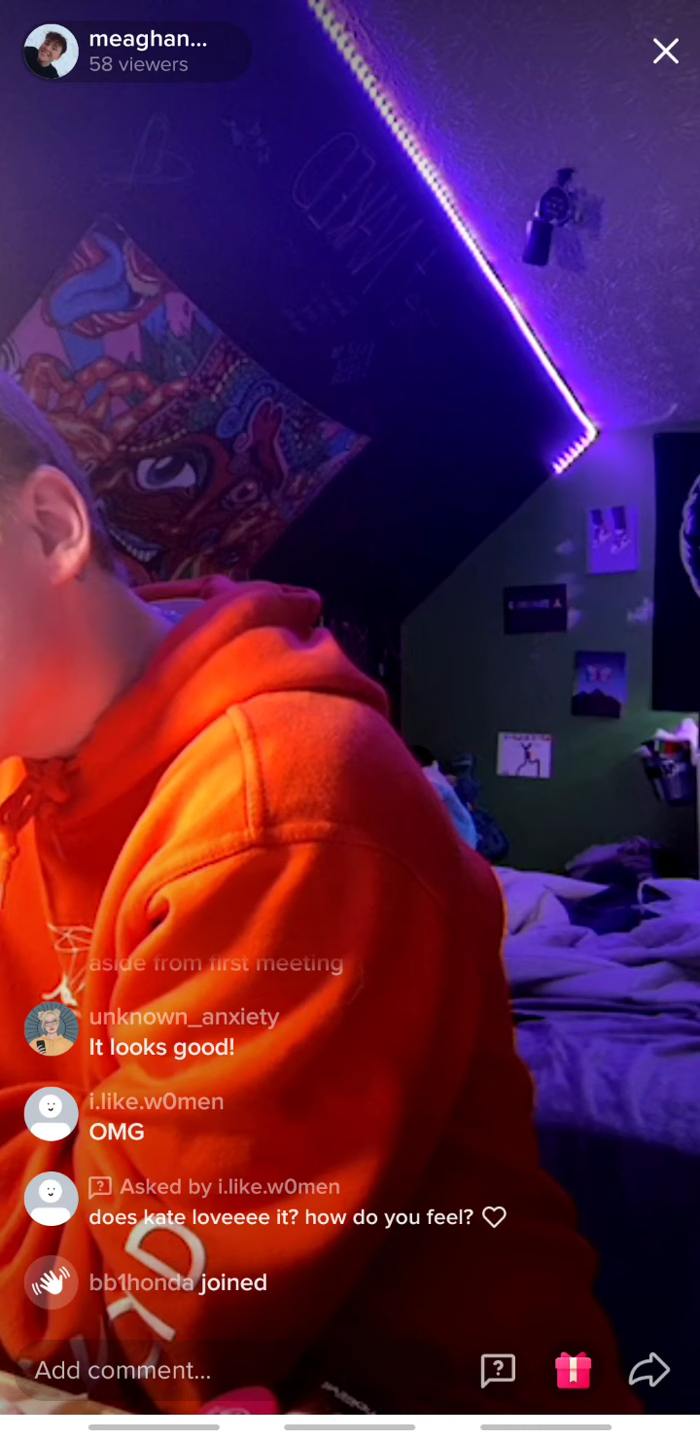 meaghan...
58 viewers
aside from first meeting
unknown_anxiety
It looks good!
i.like.w0men
OMG
Asked by i.like.w0men
does kate loveeee it? how do you feel?
bb1honda joined
Add comment...